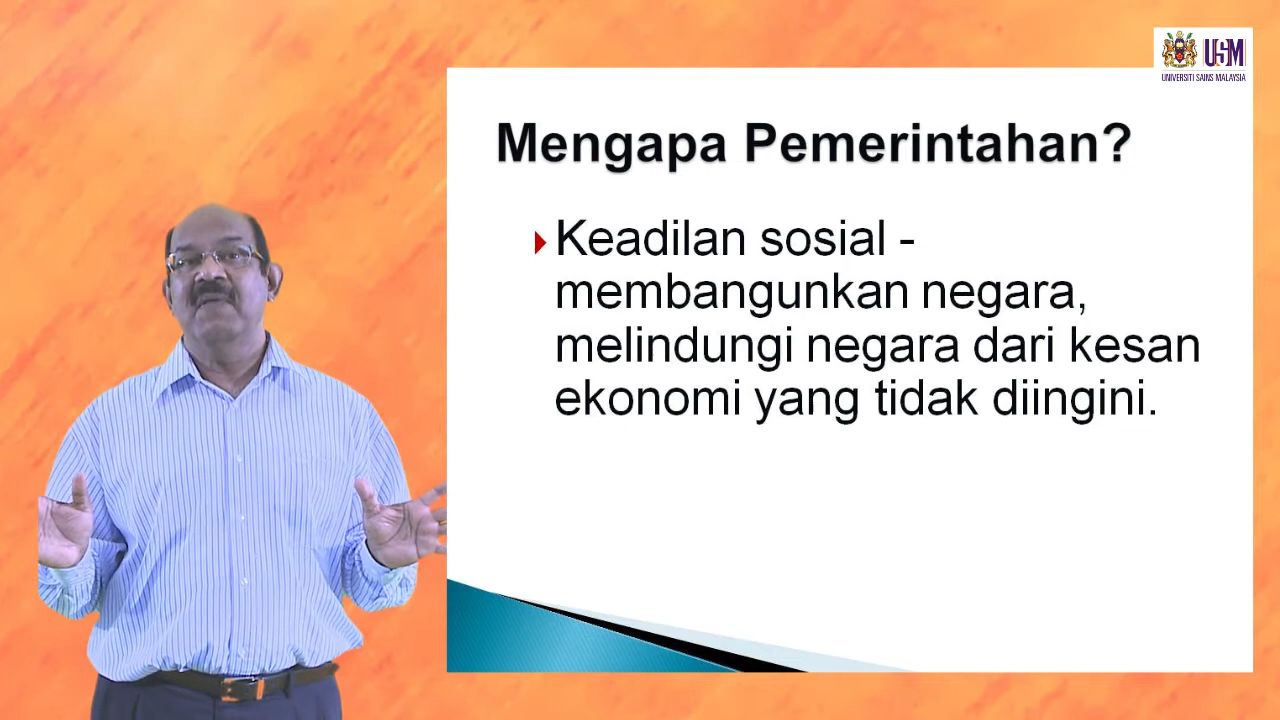 USM
UNIVERSITI SAINS MALAYSIA
Mengapa Pemerintahan?
Keadilan sosial -
membangunkan negara,
melindungi negara dari kesan
ekonomi yang tidak diingini.